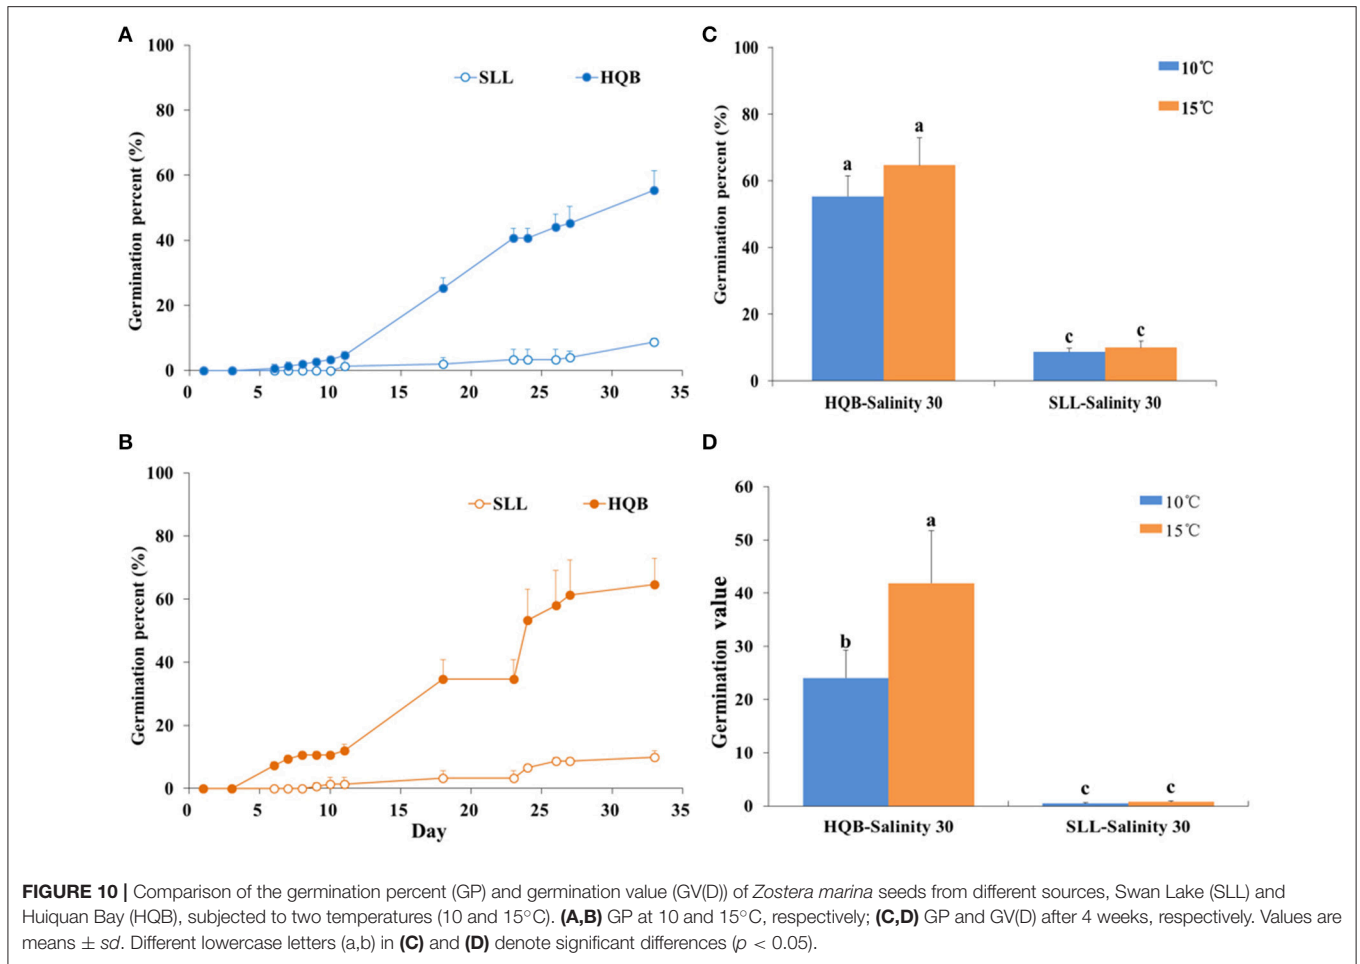 A
100
80
60
40
20
0
Germination percent (%)
SLL
HQB
0 5 10 15 20 25 30 35
B
100
80
60
40
20
0
Germination percent (%)
SLL
HQB
0 5 10 15 20 25 30 35
Day
C
100
80
60
40
20
0
Germination percent (%)
10℃
15℃
a
a
c
c
HQB-Salinity 30
SLL-Salinity 30
D
60
50
40
30
20
10
0
Germination value
10℃
15℃
b
a
c
c
HQB-Salinity 30
SLL-Salinity 30
FIGURE 10 | Comparison of the germination percent (GP) and germination value (GV(D)) of Zostera marina seeds from different sources, Swan Lake (SLL) and
Huiquan Bay (HQB), subjected to two temperatures (10 and 15°C). (A,B) GP at 10 and 15°C, respectively; (C,D) GP and GV(D) after 4 weeks, respectively. Values are
means ± sd. Different lowercase letters (a,b) in (C) and (D) denote significant differences (p < 0.05).